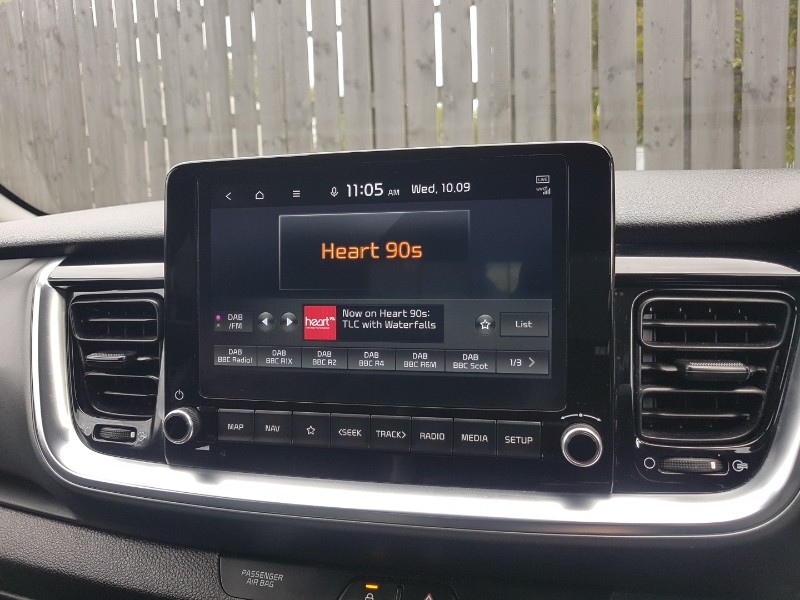 11:05 AM Wed, 10.09
LIVE
Heart 90s
DAB
/FM
heart 90s
Now on Heart 90s:
TLC with Waterfalls
List
DAB
BBC Radio1
DAB
BBC R1X
DAB
BBC R2
DAB
BBC R4
DAB
BBC R6M
DAB
BBC Scot
1/3 >
MAP
NAV
<SEEK
TRACK>
RADIO
MEDIA
SETUP
PASSENGER
AIR BAG